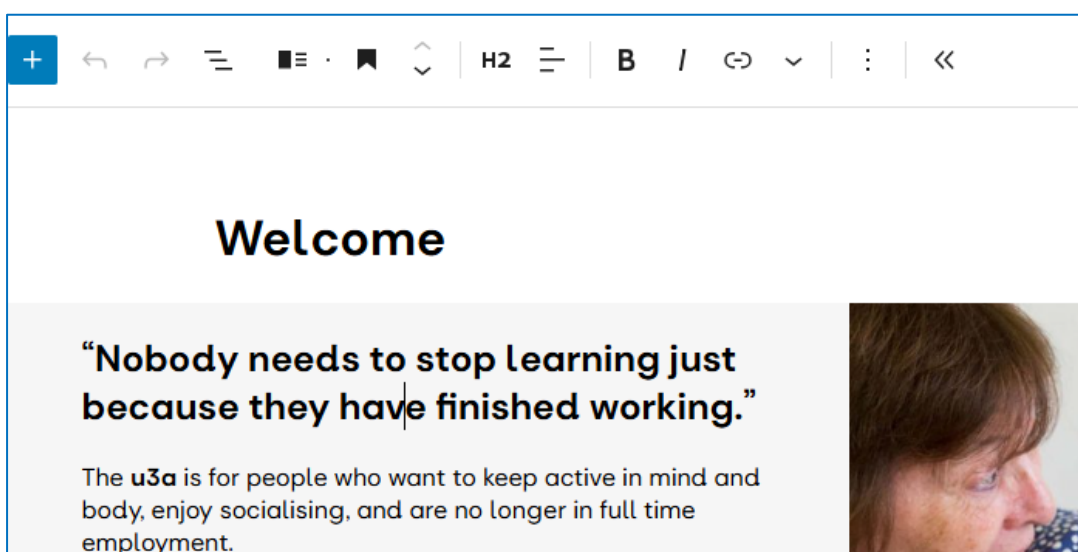 H2 B I
Welcome
“Nobody needs to stop learning just
because they have finished working.”
The u3a is for people who want to keep active in mind and
body, enjoy socialising, and are no longer in full time
employment.